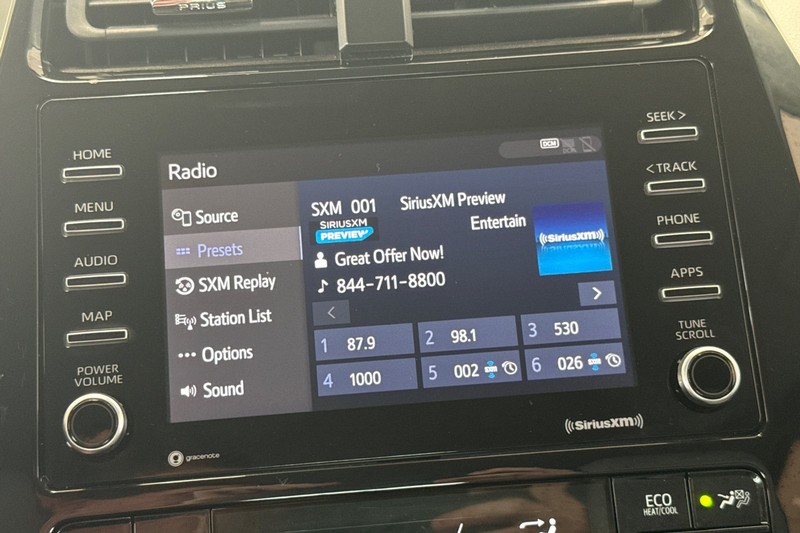 PRIUS
HOME
MENU
AUDIO
MAP
POWER
VOLUME
Radio
DCM
Source
Presets
SXM Replay
Station List
Options
Sound
SXM 001 SiriusXM Preview
SIRIUSXM
PREVIEW
Entertain
((SiriusXm))
Great Offer Now!
844-711-8800
<
>
1 87.9
2 98.1
3 530
4 1000
5 002
6 026
SEEK >
< TRACK
PHONE
APPS
TUNE
SCROLL
gracenote
((SiriusXM))
ECO
HEAT/COOL